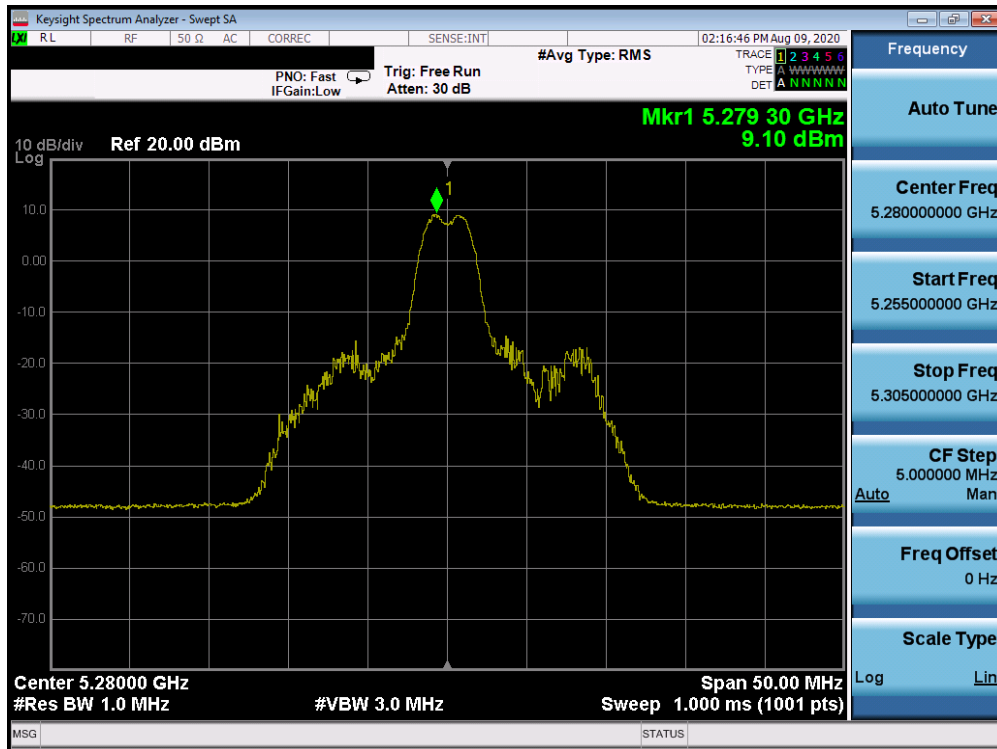 Keysight Spectrum Analyzer - Swept SA
LXI RL RF 50 Ω AC CORREC SENSE:INT 02:16:46 PM Aug 09, 2020
#Avg Type: RMS TRACE 1 2 3 4 5 6
PNO: Fast Trig: Free Run TYPE A WWWWW
IFGain:Low Atten: 30 dB DET A N N N N N
Mkr1 5.279 30 GHz
9.10 dBm
10 dB/div Ref 20.00 dBm
Log
1
10.0
0.00
-10.0
-20.0
-30.0
-40.0
-50.0
-60.0
-70.0
Center 5.28000 GHz Span 50.00 MHz
#Res BW 1.0 MHz #VBW 3.0 MHz Sweep 1.000 ms (1001 pts)
MSG STATUS
Frequency
Auto Tune
Center Freq
5.280000000 GHz
Start Freq
5.255000000 GHz
Stop Freq
5.305000000 GHz
CF Step
5.000000 MHz
Auto Man
Freq Offset
0 Hz
Scale Type
Log Lin